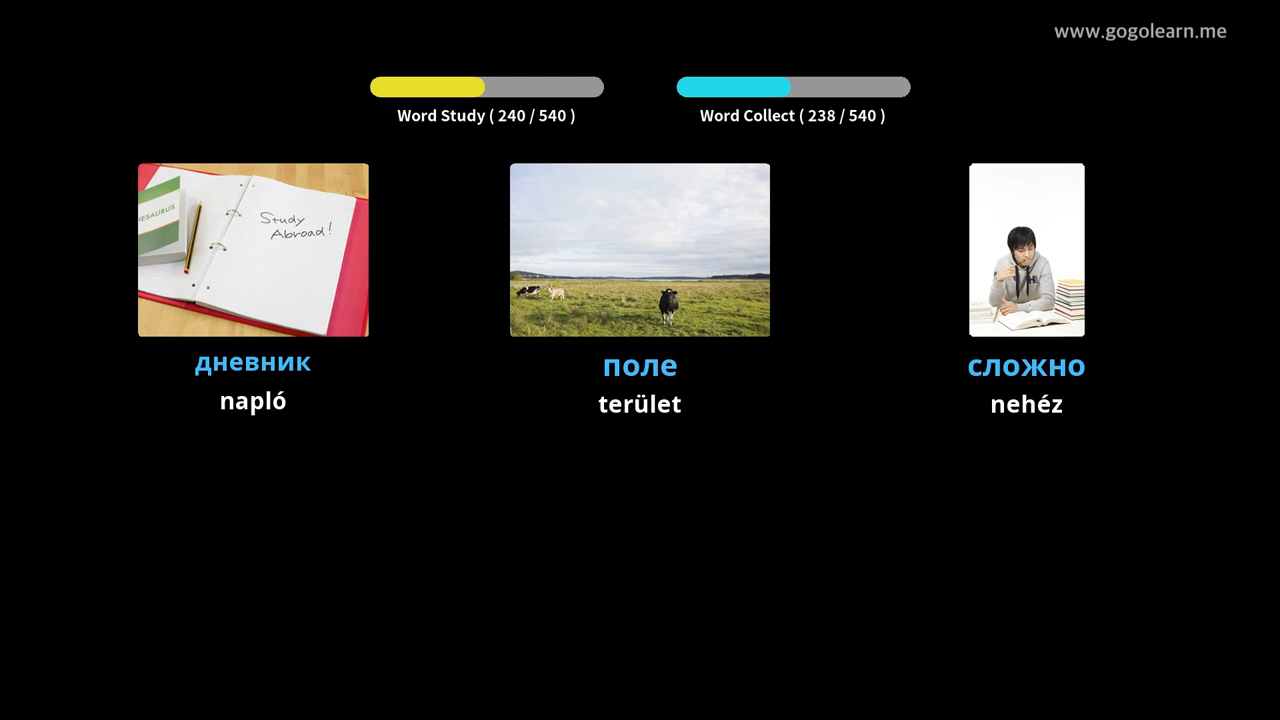 www.gogolearn.me
Word Study ( 240 / 540 )
Word Collect ( 238 / 540 )
HESAURUS
Study
Abroad!
дневник
поле
сложно
napló
terület
nehéz